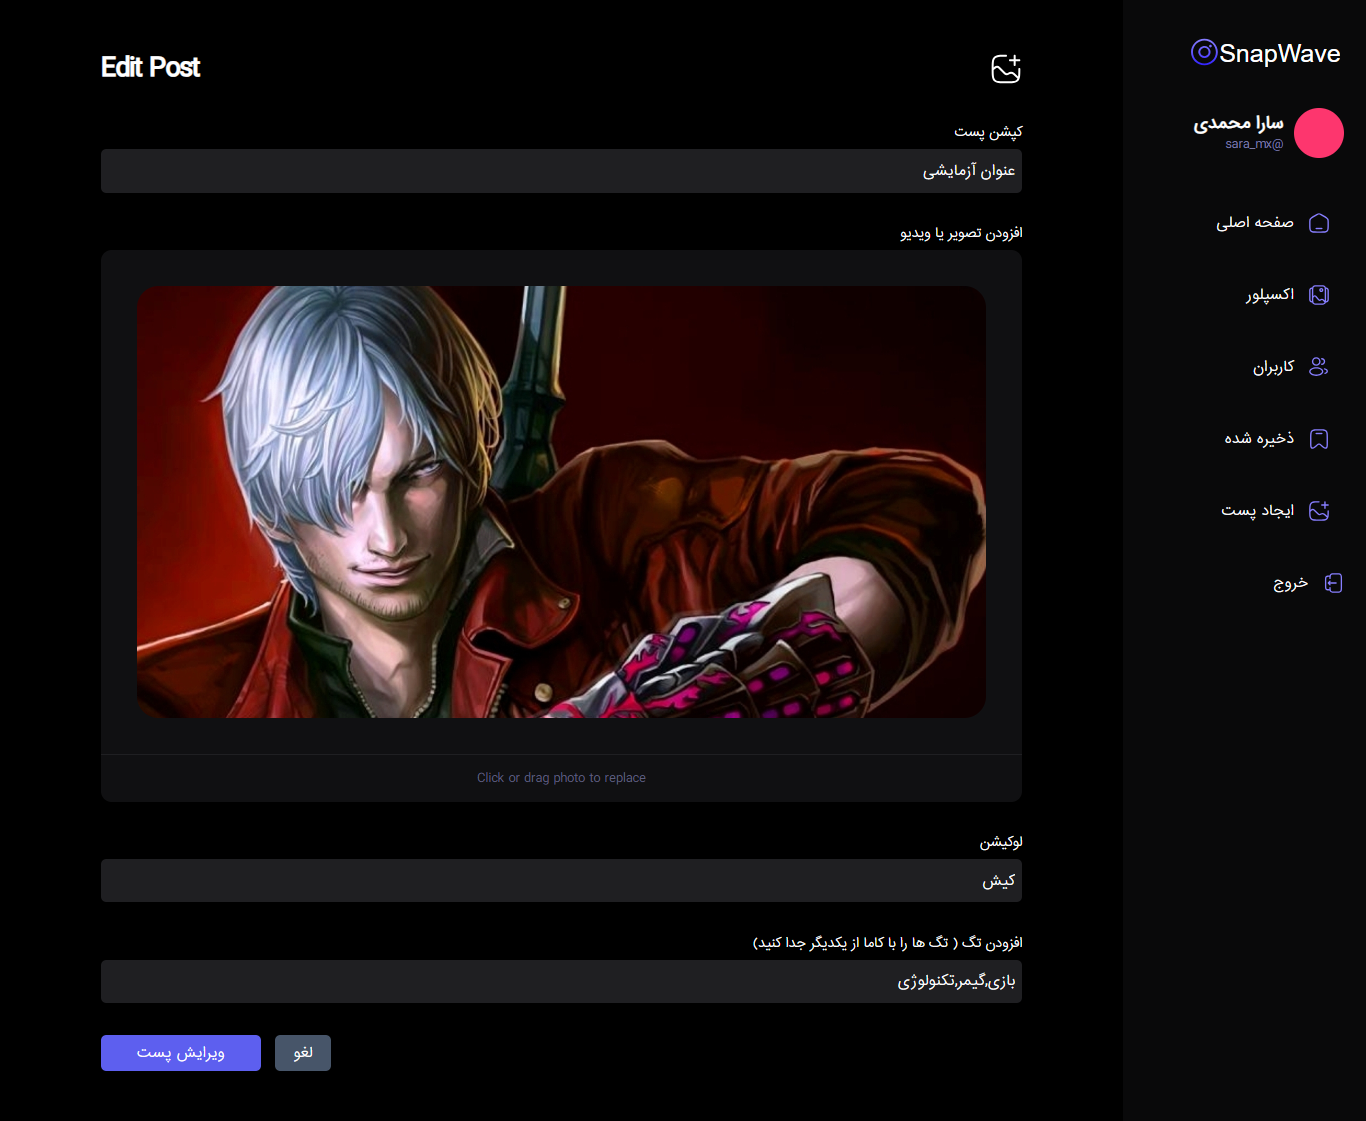 SnapWave
سارا محمدی
sara_mx@
صفحه اصلی
اکسپلور
کاربران
ذخیره شده
ایجاد پست
خروج
Edit Post
کپشن پست
عنوان آزمایشی
افزودن تصویر یا ویدیو
Click or drag photo to replace
لوکیشن
کیش
افزودن تگ ( تگ ها را با کاما از یکدیگر جدا کنید)
بازی,گیمر,تکنولوژی
لغو
ویرایش پست